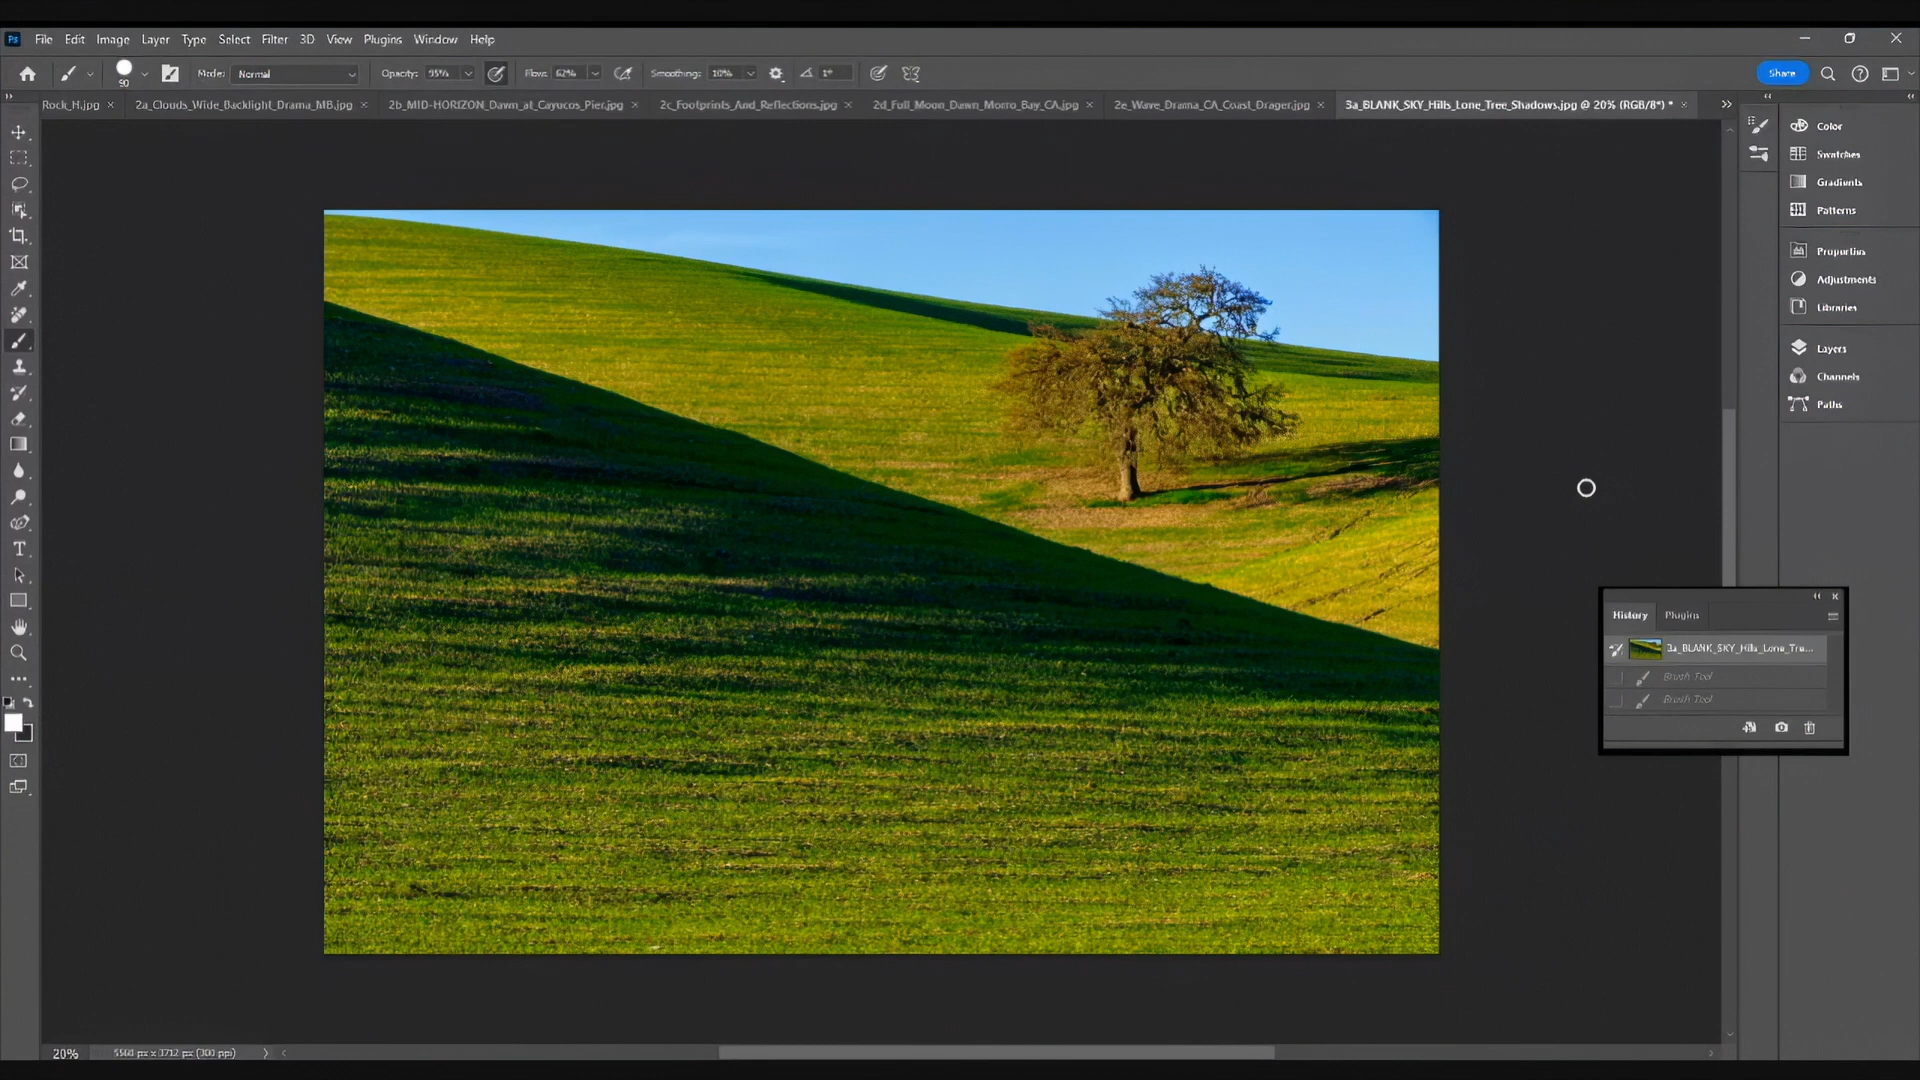 Ps File Edit Image Layer Type Select Filter 3D View Plugins Window Help
90 Mode: Normal Opacity: 95% Flow: 62% Smoothing: 10% 1° Share
Rock_H.jpg 2a_Clouds_Wide_Backlight_Drama_MB.jpg 2b_MID-HORIZON_Dawn_at_Cayucos_Pier.jpg 2c_Footprints_And_Reflections.jpg 2d_Full_Moon_Dawn_Morro_Bay_CA.jpg 2e_Wave_Drama_CA_Coast_Drager.jpg 3a_BLANK_SKY_Hills_Lone_Tree_Shadows.jpg @ 20% (RGB/8*) *
Color
Swatches
Gradients
Patterns
Properties
Adjustments
Libraries
Layers
Channels
Paths
History Plugins
3a_BLANK_SKY_Hills_Lone_Tre...
Brush Tool
Brush Tool
20% 5568 px x 3712 px (300 ppi)